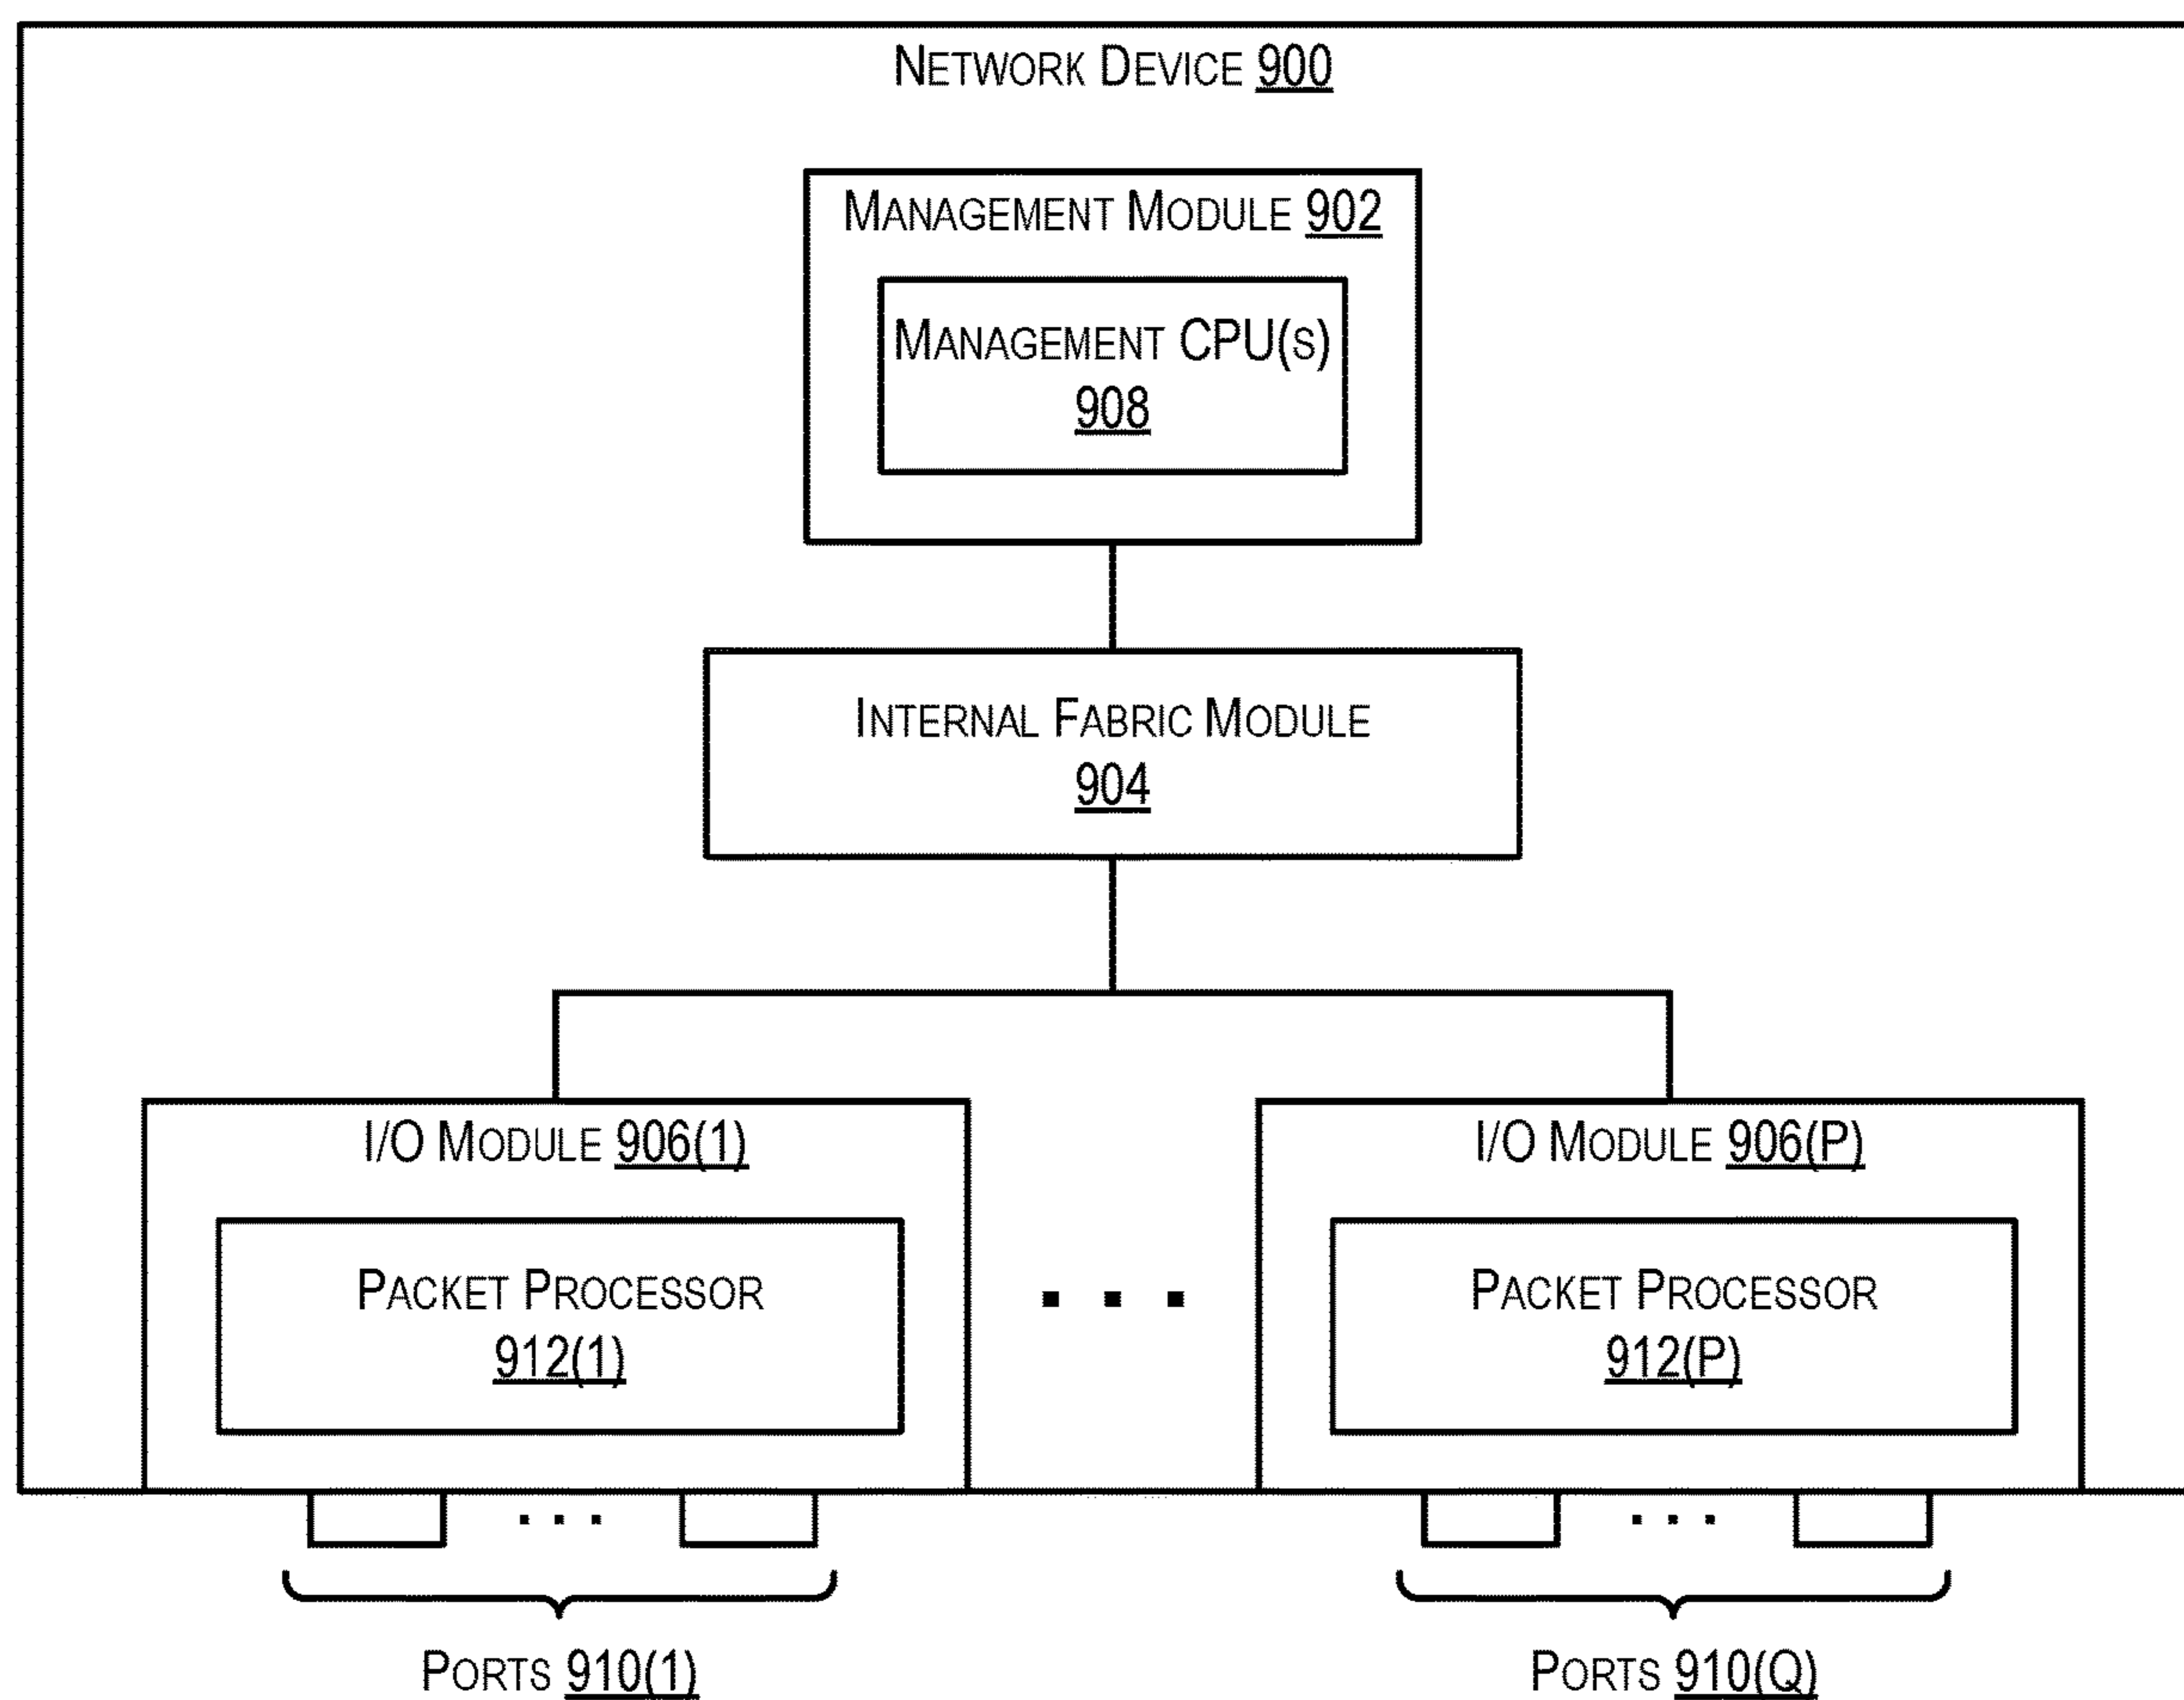 NETWORK DEVICE 900
MANAGEMENT MODULE 902
MANAGEMENT CPU(S)
908
INTERNAL FABRIC MODULE
904
I/O MODULE 906(1)
I/O MODULE 906(P)
PACKET PROCESSOR
912(1)
PACKET PROCESSOR
912(P)
PORTS 910(1)
PORTS 910(Q)